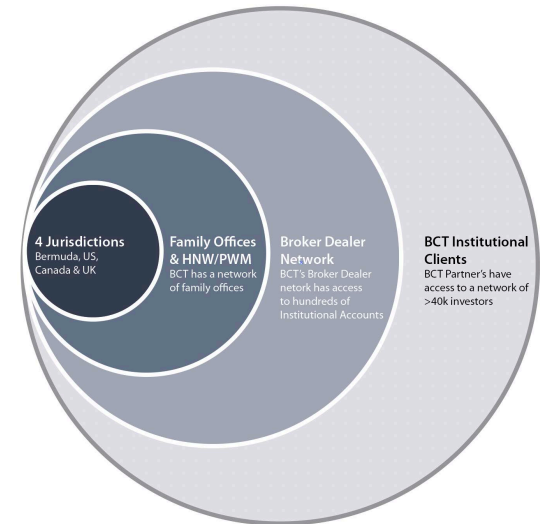 4 Jurisdictions
Bermuda, US,
Canada & UK
Family Offices
& HNW/PWM
BCT has a network
of family offices
Broker Dealer
Network
BCT's Broker Dealer
netork has access
to hundreds of
Institutional Accounts
BCT Institutional
Clients
BCT Partner's have
access to a network of
>40k investors